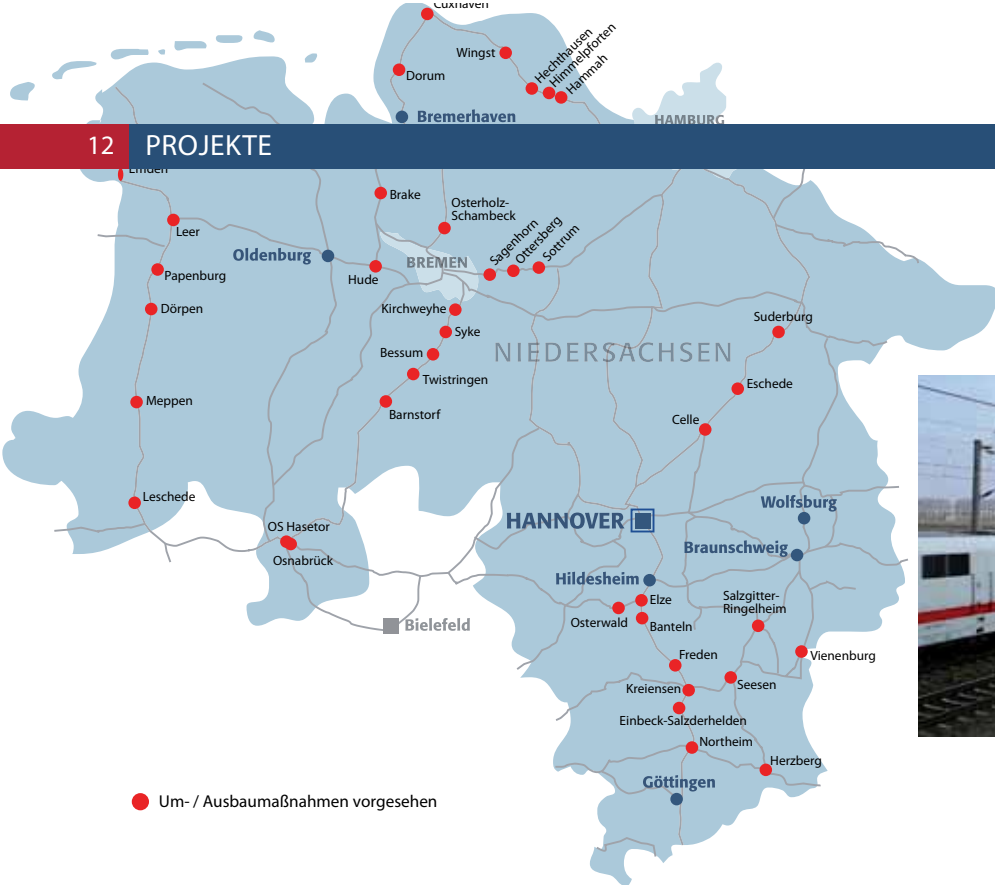 Cuxhaven
Wingst
Hechthausen
Himmelpforten
Hammah
Dorum
Bremerhaven
HAMBURG
12 PROJEKTE
Emden
Brake
Osterholz-
Schambeck
Leer
Sagenhorn
Ottersberg
Sottrum
Oldenburg
BREMEN
Papenburg
Hude
Dörpen
Kirchweyhe
Suderburg
Syke
NIEDERSACHSEN
Bessum
Twistringen
Eschede
Meppen
Barnstorf
Celle
Leschede
Wolfsburg
HANNOVER
OS Hasetor
Braunschweig
Osnabrück
Hildesheim
Elze
Salzgitter-
Ringelheim
Osterwald
Banteln
Bielefeld
Freden
Vienenburg
Kreiensen
Seesen
Einbeck-Salzderhelden
Northeim
Herzberg
Göttingen
Um- / Ausbaumaßnahmen vorgesehen